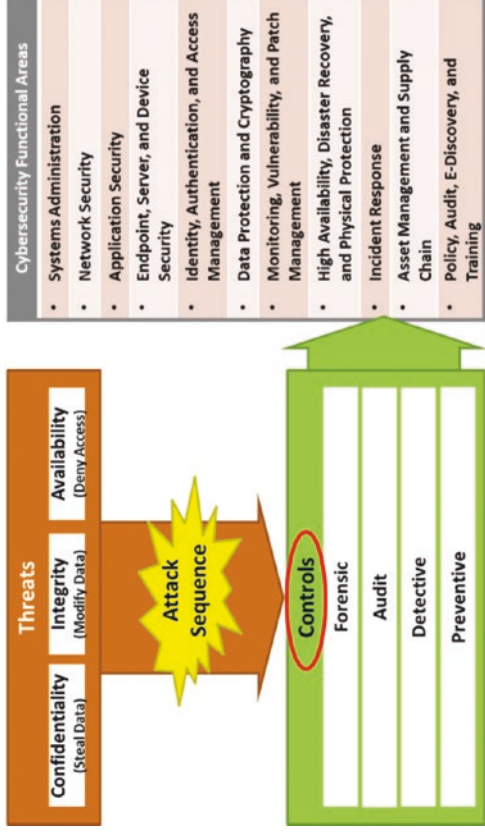 Threats
Confidentiality
(Steal Data)
Integrity
(Modify Data)
Availability
(Deny Access)
Attack
Sequence
Controls
Forensic
Audit
Detective
Preventive
Cybersecurity Functional Areas
• Systems Administration
• Network Security
• Application Security
• Endpoint, Server, and Device
Security
• Identity, Authentication, and Access
Management
• Data Protection and Cryptography
• Monitoring, Vulnerability, and Patch
Management
• High Availability, Disaster Recovery,
and Physical Protection
• Incident Response
• Asset Management and Supply
Chain
• Policy, Audit, E-Discovery, and
Training